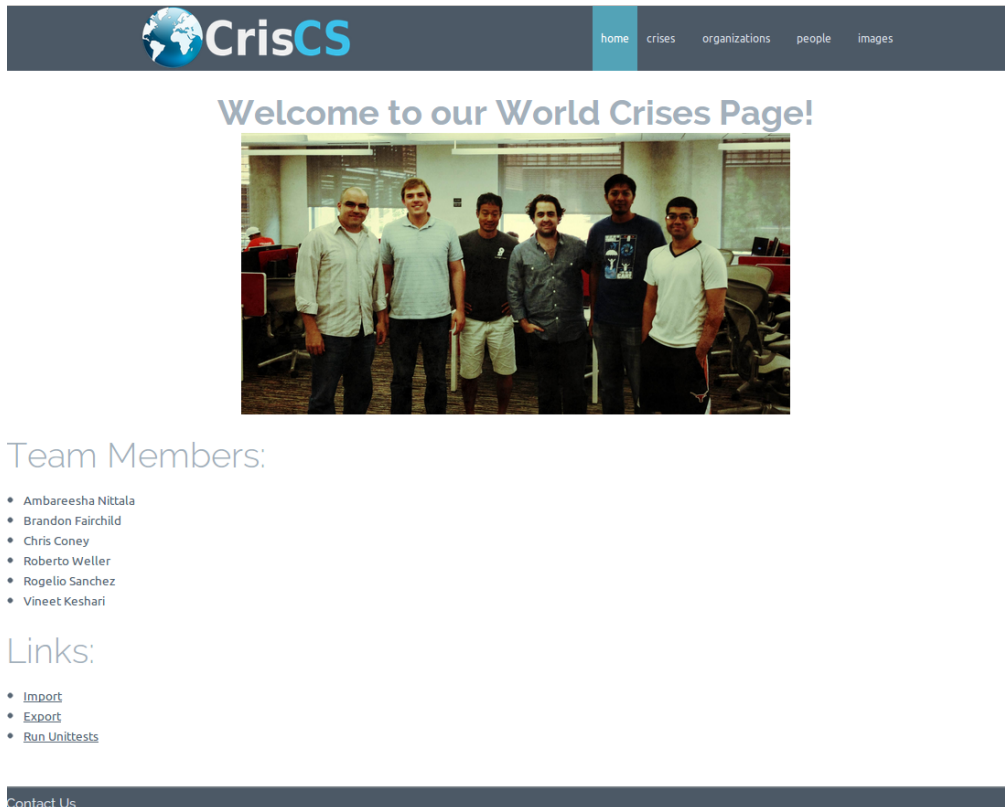 CrisCS
home crises organizations people images
Welcome to our World Crises Page!
Team Members:
Ambareesha Nittala
Brandon Fairchild
Chris Coney
Roberto Weller
Rogelio Sanchez
Vineet Keshari
Links:
Import
Export
Run Unittests
Contact Us